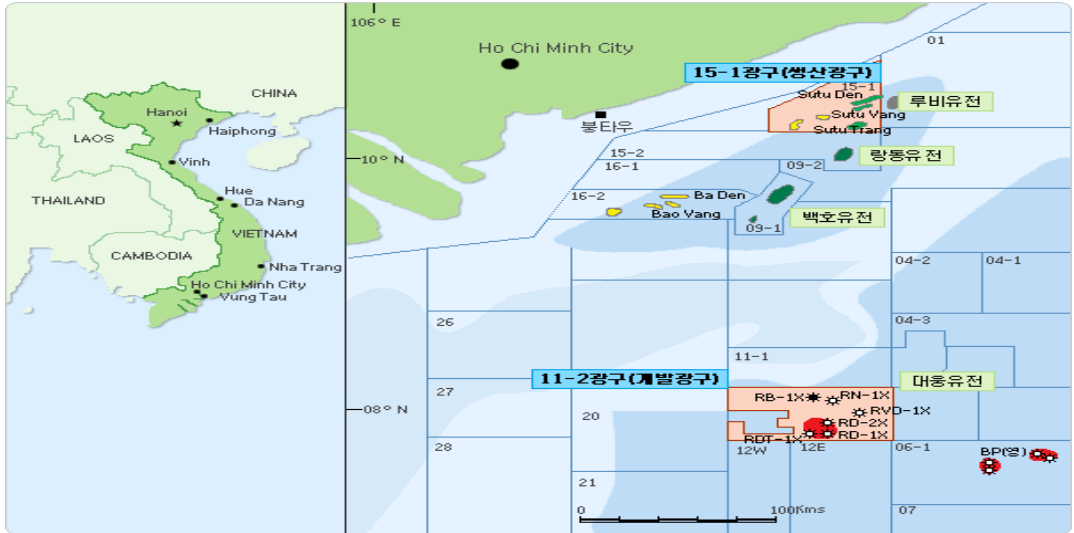 CHINA
Hanoi
Haiphong
LAOS
Vinh
THAILAND
Hue
Da Nang
VIETNAM
CAMBODIA
Nha Trang
Ho Chi Minh City
Vung Tau
106° E
Ho Chi Minh City
01
15-1광구(쌩산광구)
15-1
Sutu Den
루비유전
Sutu Vang
붕타우
Sutu Trang
10° N
15-2
랑동유전
16-1
09-2
16-2
Ba Den
Bao Vang
백호유전
09-1
04-2
04-1
26
04-3
11-1
11-2광구(개발광구)
대웅유전
27
RB-1X
RN-1X
08° N
20
RVD-1X
RD-2X
RDT-1X
RD-1X
28
12W
12E
06-1
BP(영)
21
0
100Kms
07